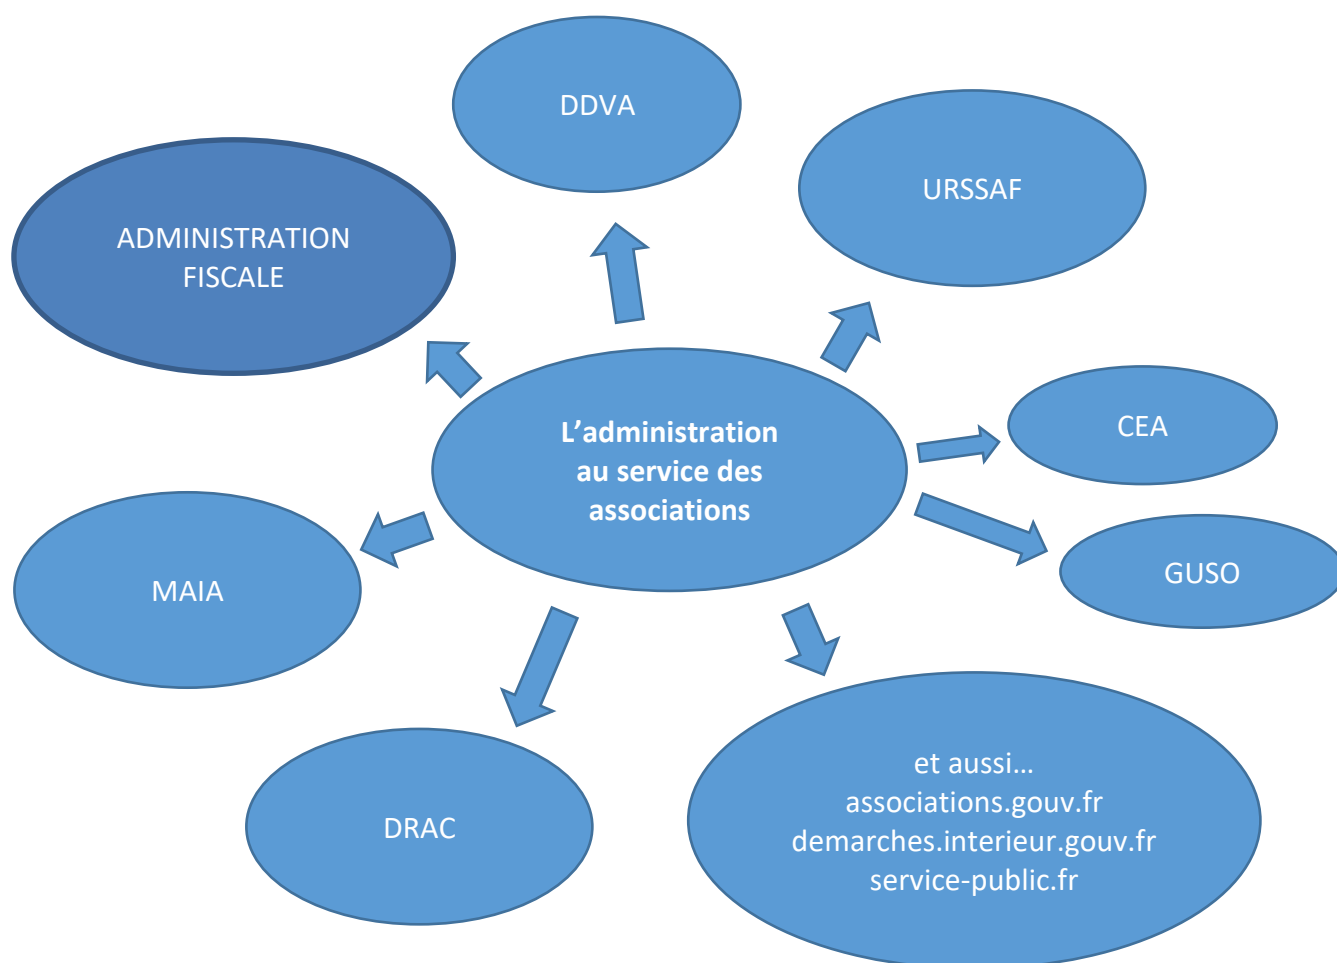 DDVA
URSSAF
ADMINISTRATION
FISCALE
L’administration
au service des
associations
CEA
GUSO
MAIA
DRAC
et aussi…
associations.gouv.fr
demarches.interieur.gouv.fr
service-public.fr